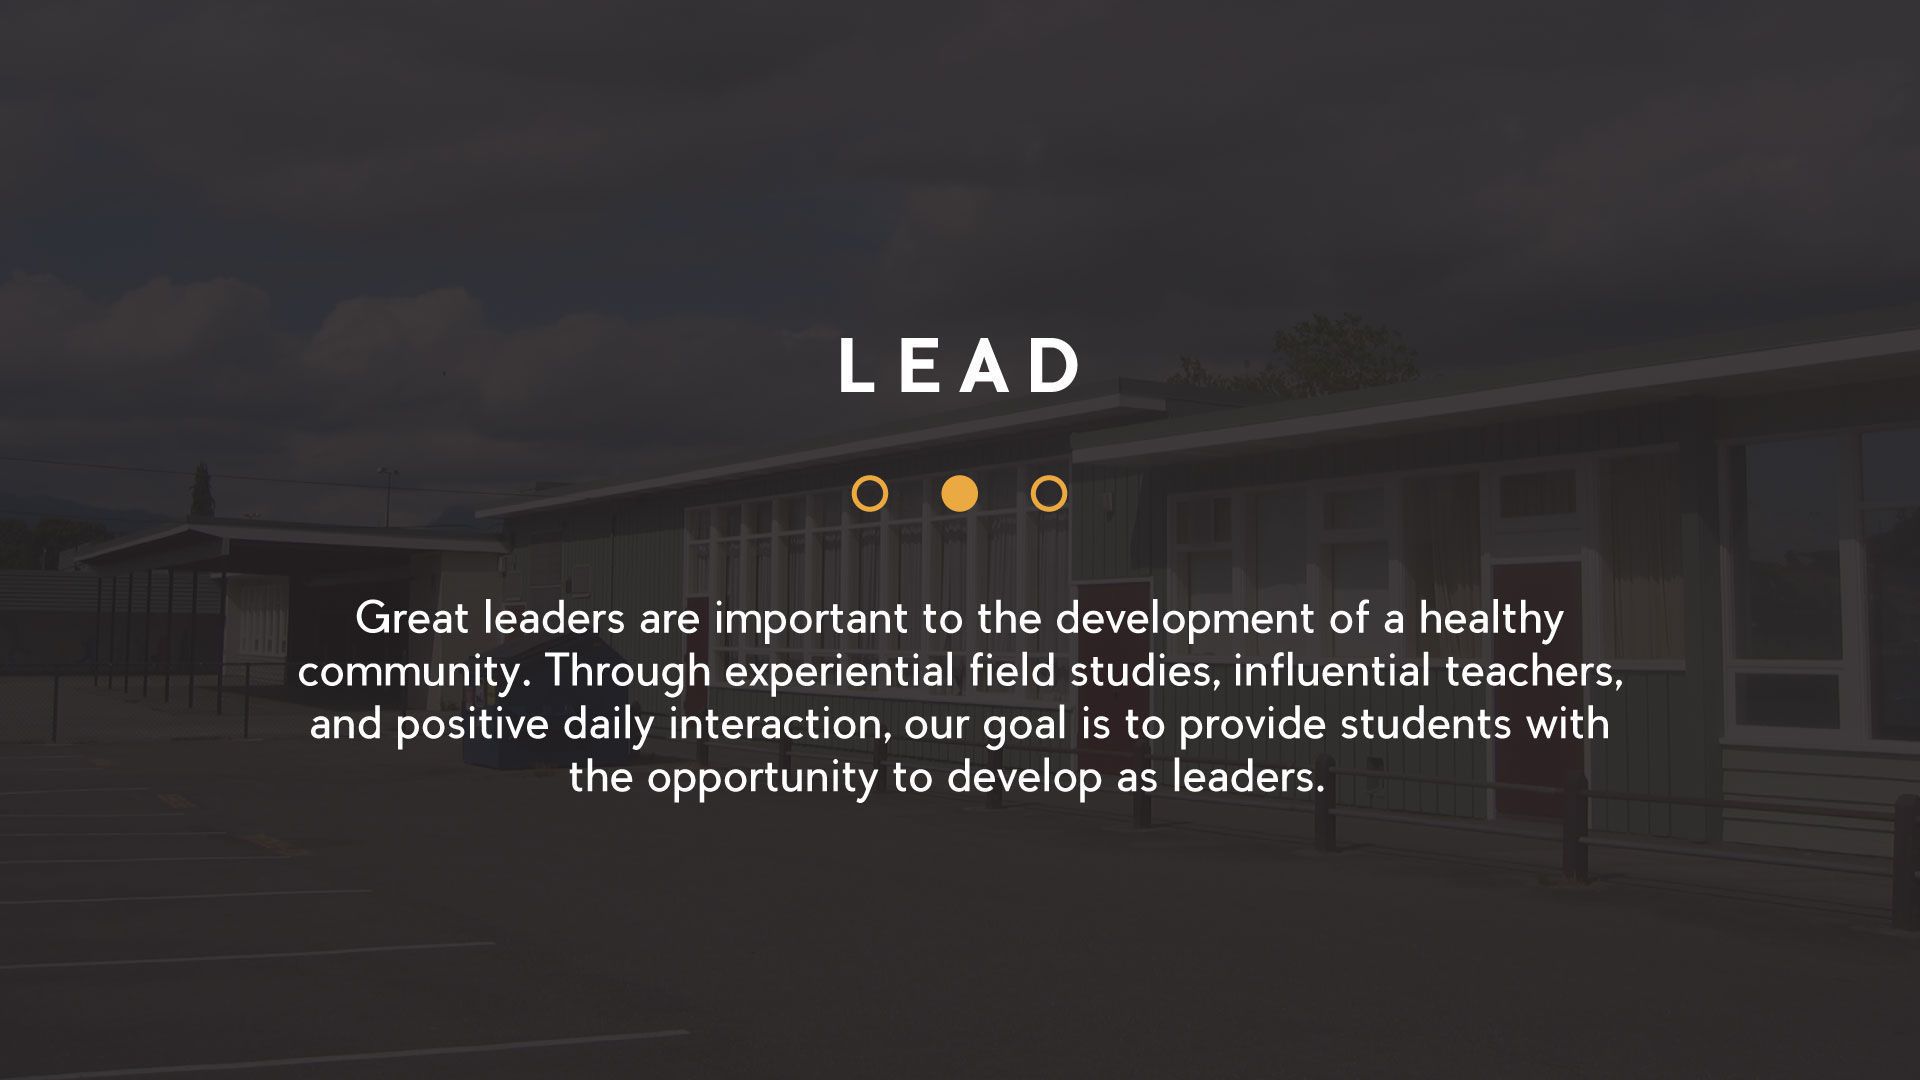 LEAD
Great leaders are important to the development of a healthy
community. Through experiential field studies, influential teachers,
and positive daily interaction, our goal is to provide students with
the opportunity to develop as leaders.